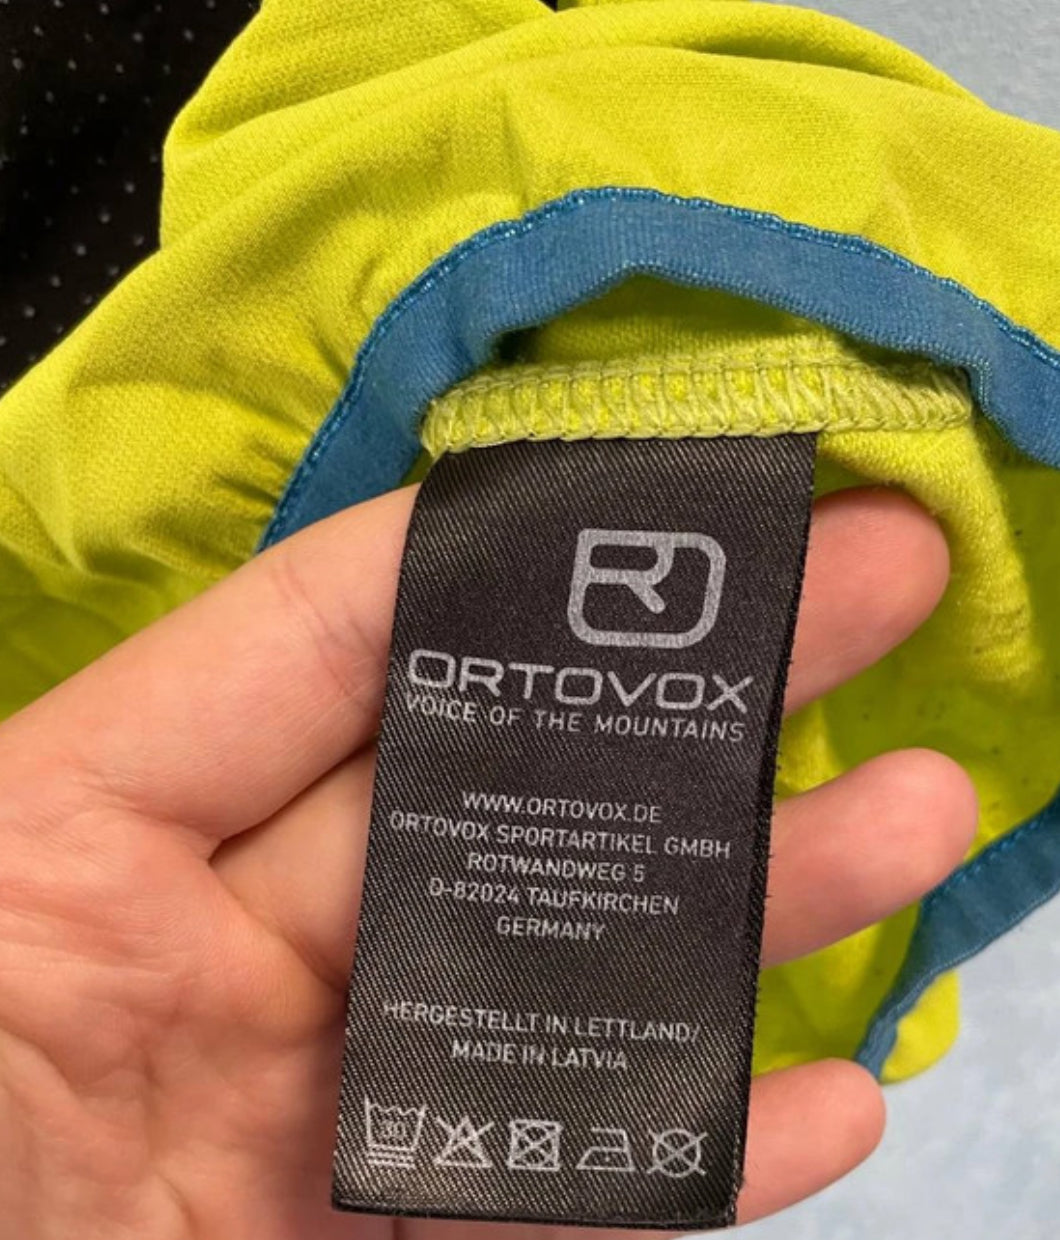 ORTOVOX
VOICE OF THE MOUNTAINS
WWW.ORTOVOX.DE
ORTOVOX SPORTARTIKEL GMBH
ROTWANDWEG 5
D-82024 TAUFKIRCHEN
GERMANY
HERGESTELLT IN LETTLAND/
MADE IN LATVIA
30